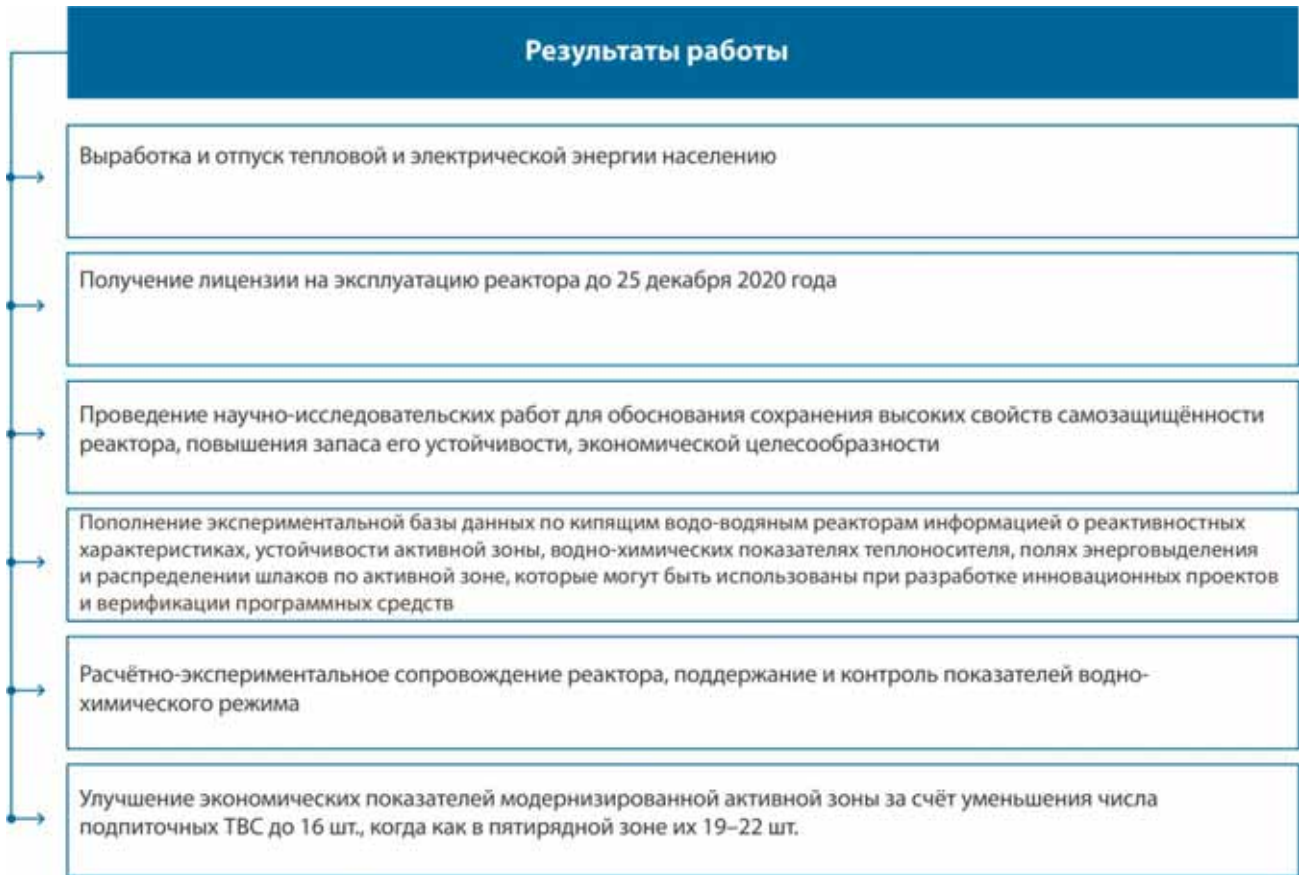 Результаты работы
Выработка и отпуск тепловой и электрической энергии населению
Получение лицензии на эксплуатацию реактора до 25 декабря 2020 года
Проведение научно-исследовательских работ для обоснования сохранения высоких свойств самозащищённости
реактора, повышения запаса его устойчивости, экономической целесообразности
Пополнение экспериментальной базы данных по кипящим водо-водяным реакторам информацией о реактивностных
характеристиках, устойчивости активной зоны, водно-химических показателях теплоносителя, полях энерговыделения
и распределении шлаков по активной зоне, которые могут быть использованы при разработке инновационных проектов
и верификации программных средств
Расчётно-экспериментальное сопровождение реактора, поддержание и контроль показателей водно-
химического режима
Улучшение экономических показателей модернизированной активной зоны за счёт уменьшения числа
подпиточных ТВС до 16 шт., когда как в пятирядной зоне их 19–22 шт.